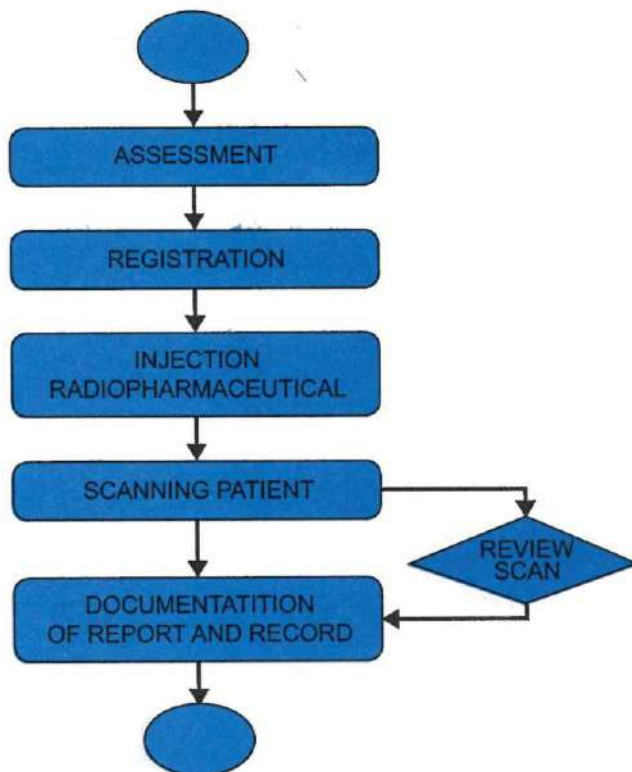 ASSESSMENT
REGISTRATION
INJECTION
RADIOPHARMACEUTICAL
SCANNING PATIENT
REVIEW
SCAN
DOCUMENTATITION
OF REPORT AND RECORD